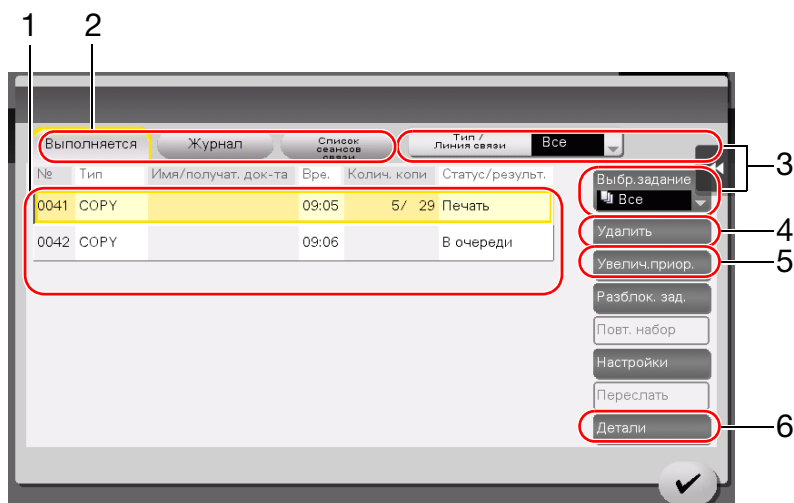 1 2
Выполняется Журнал Список сеансов связи Тип / Линия связи Все
№ Тип Имя/получат. док-та Вре. Колич. копи Статус/результ.
0041 COPY 09:05 5/ 29 Печать
0042 COPY 09:06 В очереди
Выбр.задание
Все
3
Удалить 4
Увелич.приор. 5
Разблок. зад.
Повт. набор
Настройки
Переслать
Детали 6